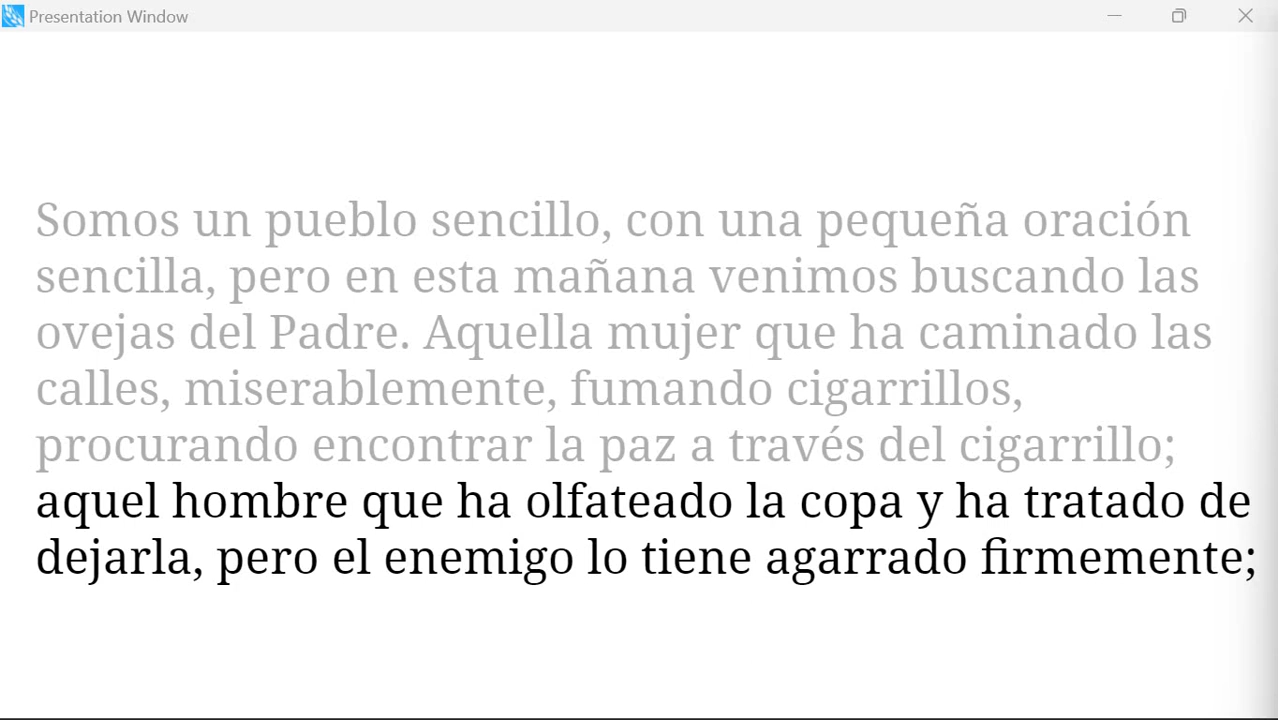 Presentation Window
Somos un pueblo sencillo, con una pequeña oración
sencilla, pero en esta mañana venimos buscando las
ovejas del Padre. Aquella mujer que ha caminado las
calles, miserablemente, fumando cigarrillos,
procurando encontrar la paz a través del cigarrillo;
aquel hombre que ha olfateado la copa y ha tratado de
dejarla, pero el enemigo lo tiene agarrado firmemente;